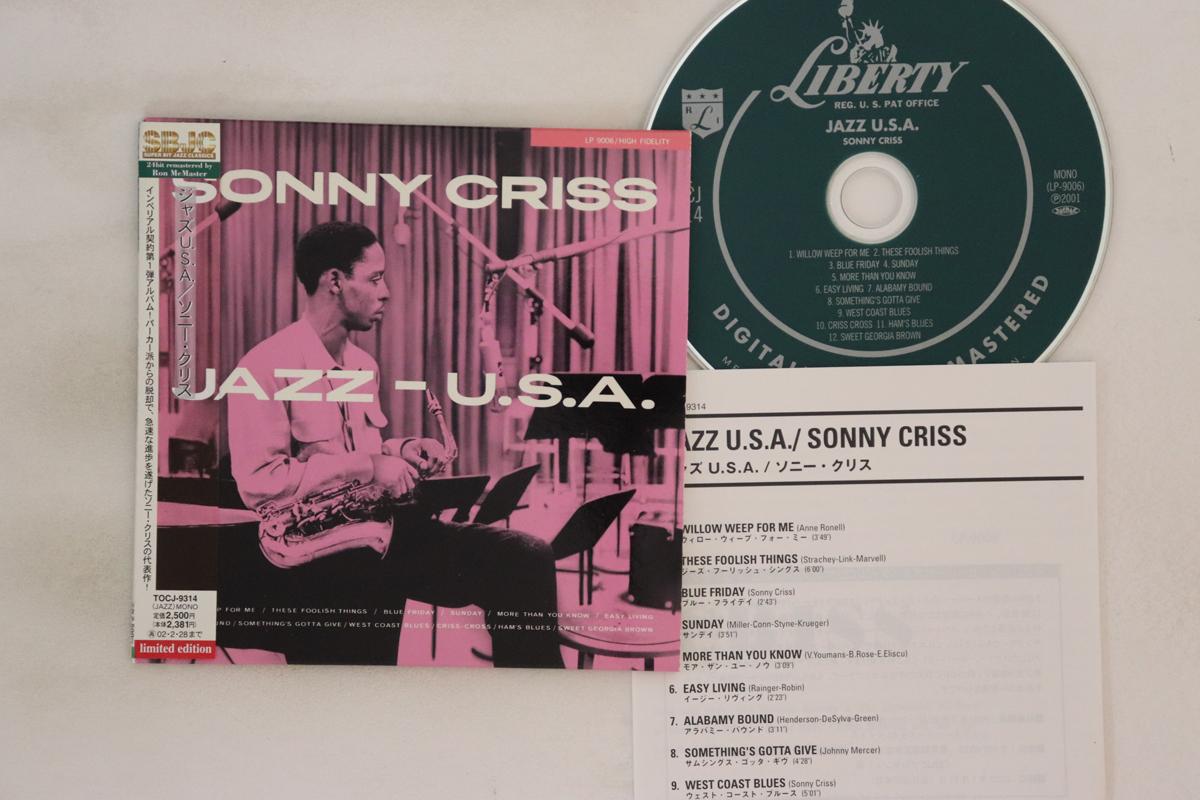 SBJC
SUPER BIT JAZZ CLASSICS
24bit remastered by
Ron McMaster
ジャズU.S.A./ソニー・クリス
インペリアル契約第1弾アルバム!パーカー派からの脱却で、急速な進歩を遂げたソニー・クリスの代表作!
TOCJ-9314
(JAZZ) MONO
定価2,500円
(本体2,381円)
02・2・28まで
limited edition
LP 9006/HIGH FIDELITY
SONNY CRISS
JAZZ - U.S.A.
P FOR ME / THESE FOOLISH THINGS / BLUE FRIDAY / SUNDAY / MORE THAN YOU KNOW / EASY LIVING
UND/SOMETHING'S GOTTA GIVE/WEST COAST BLUES/CRISS-CROSS/HAM'S BLUES/SWEET GEORGIA BROWN
LIBERTY
REG. U. S. PAT OFFICE
JAZZ U.S.A.
SONNY CRISS
MONO
(LP-9006)
Ⓟ2001
CJ
14
1. WILLOW WEEP FOR ME 2. THESE FOOLISH THINGS
3. BLUE FRIDAY 4. SUNDAY
5. MORE THAN YOU KNOW
6. EASY LIVING 7. ALABAMY BOUND
8. SOMETHING'S GOTTA GIVE
9. WEST COAST BLUES
10. CRISS CROSS 11. HAM'S BLUES
12. SWEET GEORGIA BROWN
DIGITAL
MASTERED
9314
AZZ U.S.A./ SONNY CRISS
ズ U.S.A. / ソニー・クリス
WILLOW WEEP FOR ME (Anne Ronell)
ウィロー・ウィープ・フォー・ミー (3'49")
THESE FOOLISH THINGS (Strachey-Link-Marvell)
ジーズ・フーリッシュ・シングス (6'00")
BLUE FRIDAY (Sonny Criss)
ブルー・フライデイ (2'43")
SUNDAY (Miller-Conn-Styne-Krueger)
サンデイ (3'51")
MORE THAN YOU KNOW (V.Youmans-B.Rose-E.Eliscu)
モア・ザン・ユー・ノウ (3'09")
6. EASY LIVING (Rainger-Robin)
イージー・リヴィング (2'23")
7. ALABAMY BOUND (Henderson-DeSylva-Green)
アラバミー・バウンド (3'11")
8. SOMETHING'S GOTTA GIVE (Johnny Mercer)
サムシングス・ゴッタ・ギヴ (4'28")
9. WEST COAST BLUES (Sonny Criss)
ウェスト・コースト・ブルース (5'01")